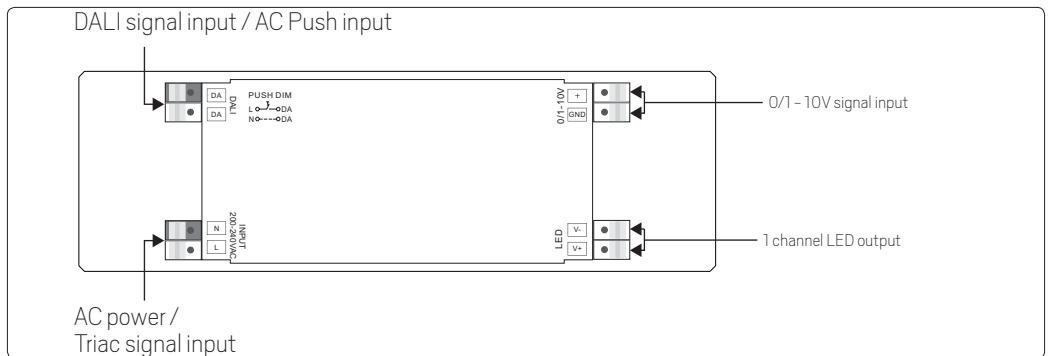 DALI signal input / AC Push input
DA
DA
DALI
PUSH DIM
L DA
N DA
0/1-10V
+
GND
0/1 - 10V signal input
N
L
INPUT
200-240VAC
LED
V-
V+
1 channel LED output
AC power /
Triac signal input